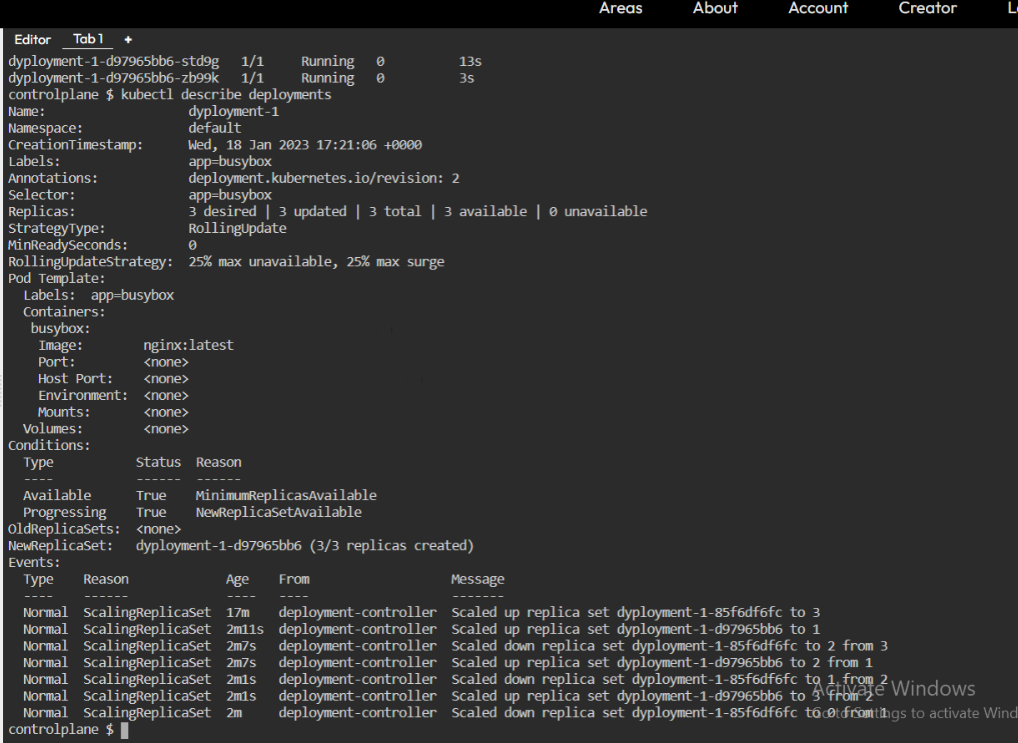 Areas About Account Creator L
Editor Tab 1 +
dyployment-1-d97965bb6-std9g 1/1 Running 0 13s
dyployment-1-d97965bb6-zb99k 1/1 Running 0 3s
controlplane $ kubectl describe deployments
Name: dyployment-1
Namespace: default
CreationTimestamp: Wed, 18 Jan 2023 17:21:06 +0000
Labels: app=busybox
Annotations: deployment.kubernetes.io/revision: 2
Selector: app=busybox
Replicas: 3 desired | 3 updated | 3 total | 3 available | 0 unavailable
StrategyType: RollingUpdate
MinReadySeconds: 0
RollingUpdateStrategy: 25% max unavailable, 25% max surge
Pod Template:
Labels: app=busybox
Containers:
busybox:
Image: nginx:latest
Port: <none>
Host Port: <none>
Environment: <none>
Mounts: <none>
Volumes: <none>
Conditions:
Type Status Reason
---- ------ ------
Available True MinimumReplicasAvailable
Progressing True NewReplicaSetAvailable
OldReplicaSets: <none>
NewReplicaSet: dyployment-1-d97965bb6 (3/3 replicas created)
Events:
Type Reason Age From Message
---- ------ ---- ---- -------
Normal ScalingReplicaSet 17m deployment-controller Scaled up replica set dyployment-1-85f6df6fc to 3
Normal ScalingReplicaSet 2m11s deployment-controller Scaled up replica set dyployment-1-d97965bb6 to 1
Normal ScalingReplicaSet 2m7s deployment-controller Scaled down replica set dyployment-1-85f6df6fc to 2 from 3
Normal ScalingReplicaSet 2m7s deployment-controller Scaled up replica set dyployment-1-d97965bb6 to 2 from 1
Normal ScalingReplicaSet 2m1s deployment-controller Scaled down replica set dyployment-1-85f6df6fc to 1 from 2
Normal ScalingReplicaSet 2m1s deployment-controller Scaled up replica set dyployment-1-d97965bb6 to 3 from 2
Activate Windows
Normal ScalingReplicaSet 2m deployment-controller Scaled down replica set dyployment-1-85f6df6fc to 0 from 1
Go to Settings to activate Wind
controlplane $